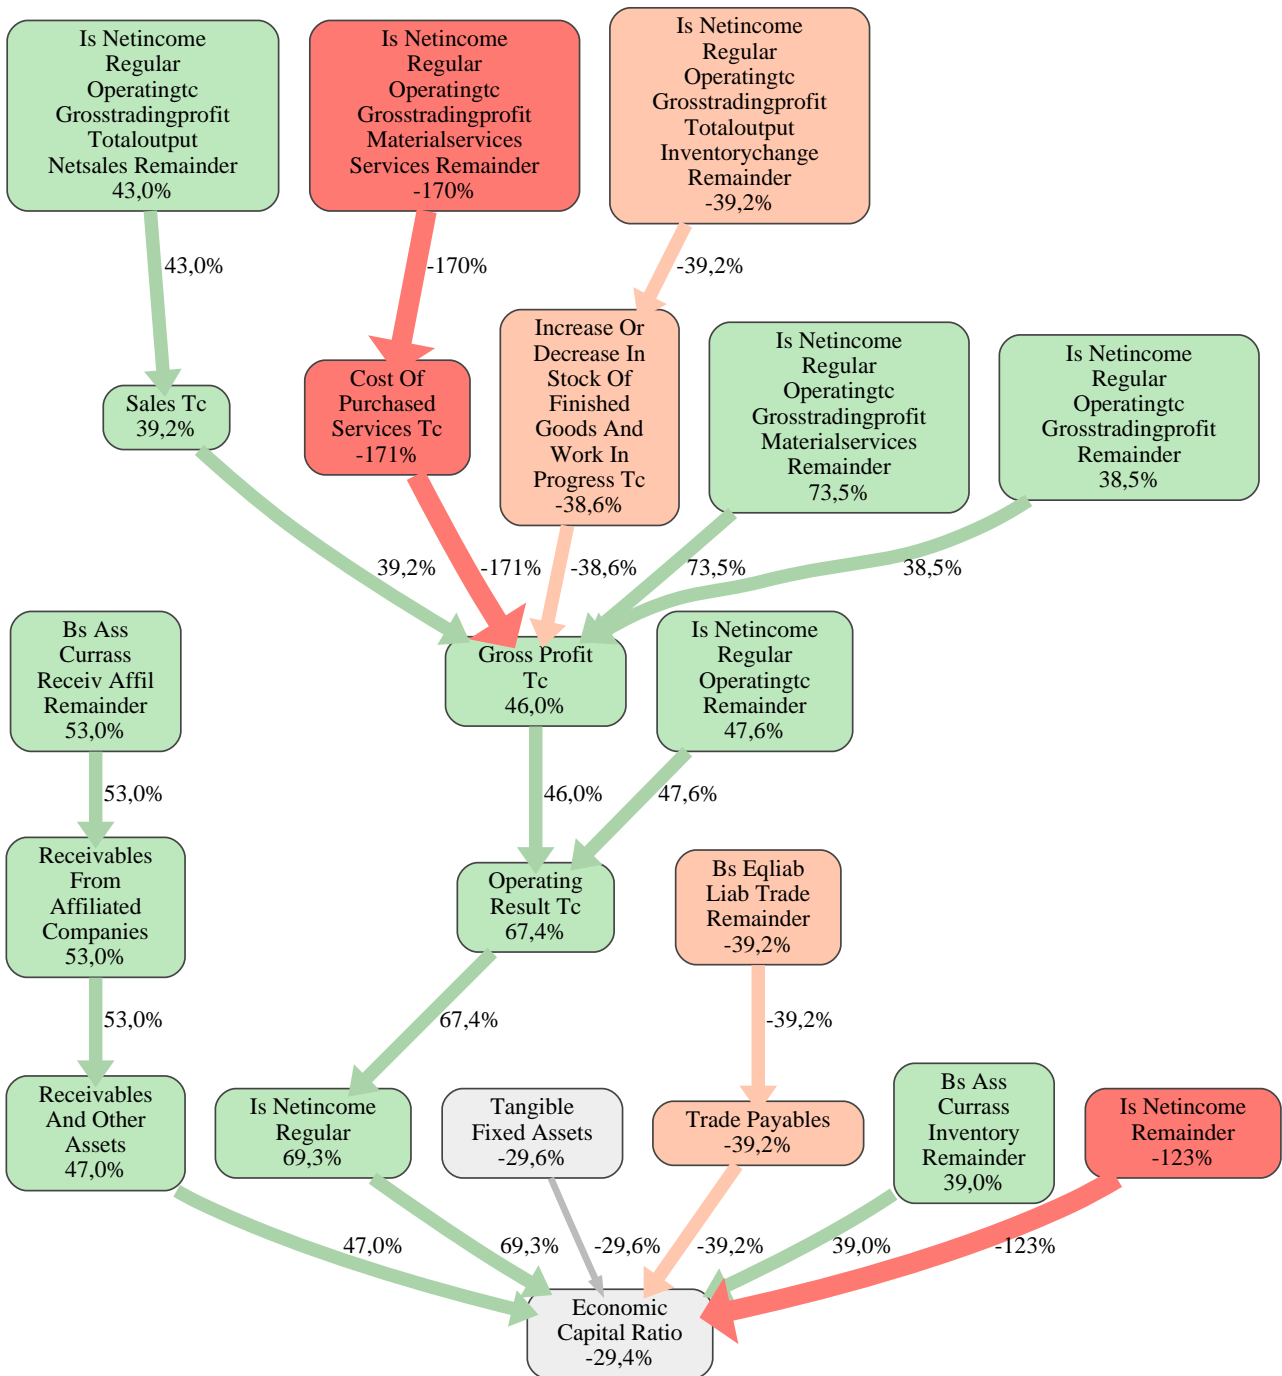 Is Netincome
Regular
Operatingtc
Grosstradingprofit
Totaloutput
Netsales Remainder
43,0%
Is Netincome
Regular
Operatingtc
Grosstradingprofit
Materialservices
Services Remainder
-170%
Is Netincome
Regular
Operatingtc
Grosstradingprofit
Totaloutput
Inventorychange
Remainder
-39,2%
43,0%
-170%
-39,2%
Sales Tc
39,2%
Cost Of
Purchased
Services Tc
-171%
Increase Or
Decrease In
Stock Of
Finished
Goods And
Work In
Progress Tc
-38,6%
Is Netincome
Regular
Operatingtc
Grosstradingprofit
Materialservices
Remainder
73,5%
Is Netincome
Regular
Operatingtc
Grosstradingprofit
Remainder
38,5%
39,2%
-171%
-38,6%
73,5%
38,5%
Bs Ass
Currass
Receiv Affil
Remainder
53,0%
Gross Profit
Tc
46,0%
Is Netincome
Regular
Operatingtc
Remainder
47,6%
53,0%
46,0%
47,6%
Receivables
From
Affiliated
Companies
53,0%
Operating
Result Tc
67,4%
Bs Eqliab
Liab Trade
Remainder
-39,2%
53,0%
67,4%
-39,2%
Receivables
And Other
Assets
47,0%
Is Netincome
Regular
69,3%
Tangible
Fixed Assets
-29,6%
Trade Payables
-39,2%
Bs Ass
Currass
Inventory
Remainder
39,0%
Is Netincome
Remainder
-123%
47,0%
69,3%
-29,6%
-39,2%
39,0%
-123%
Economic
Capital Ratio
-29,4%